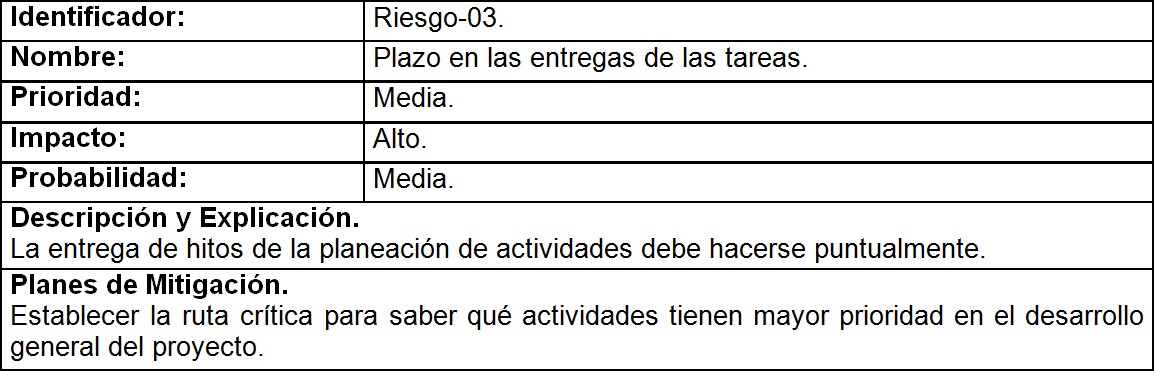 Identificador: Riesgo-03.
Nombre: Plazo en las entregas de las tareas.
Prioridad: Media.
Impacto: Alto.
Probabilidad: Media.
Descripción y Explicación.
La entrega de hitos de la planeación de actividades debe hacerse puntualmente.
Planes de Mitigación.
Establecer la ruta crítica para saber qué actividades tienen mayor prioridad en el desarrollo
general del proyecto.